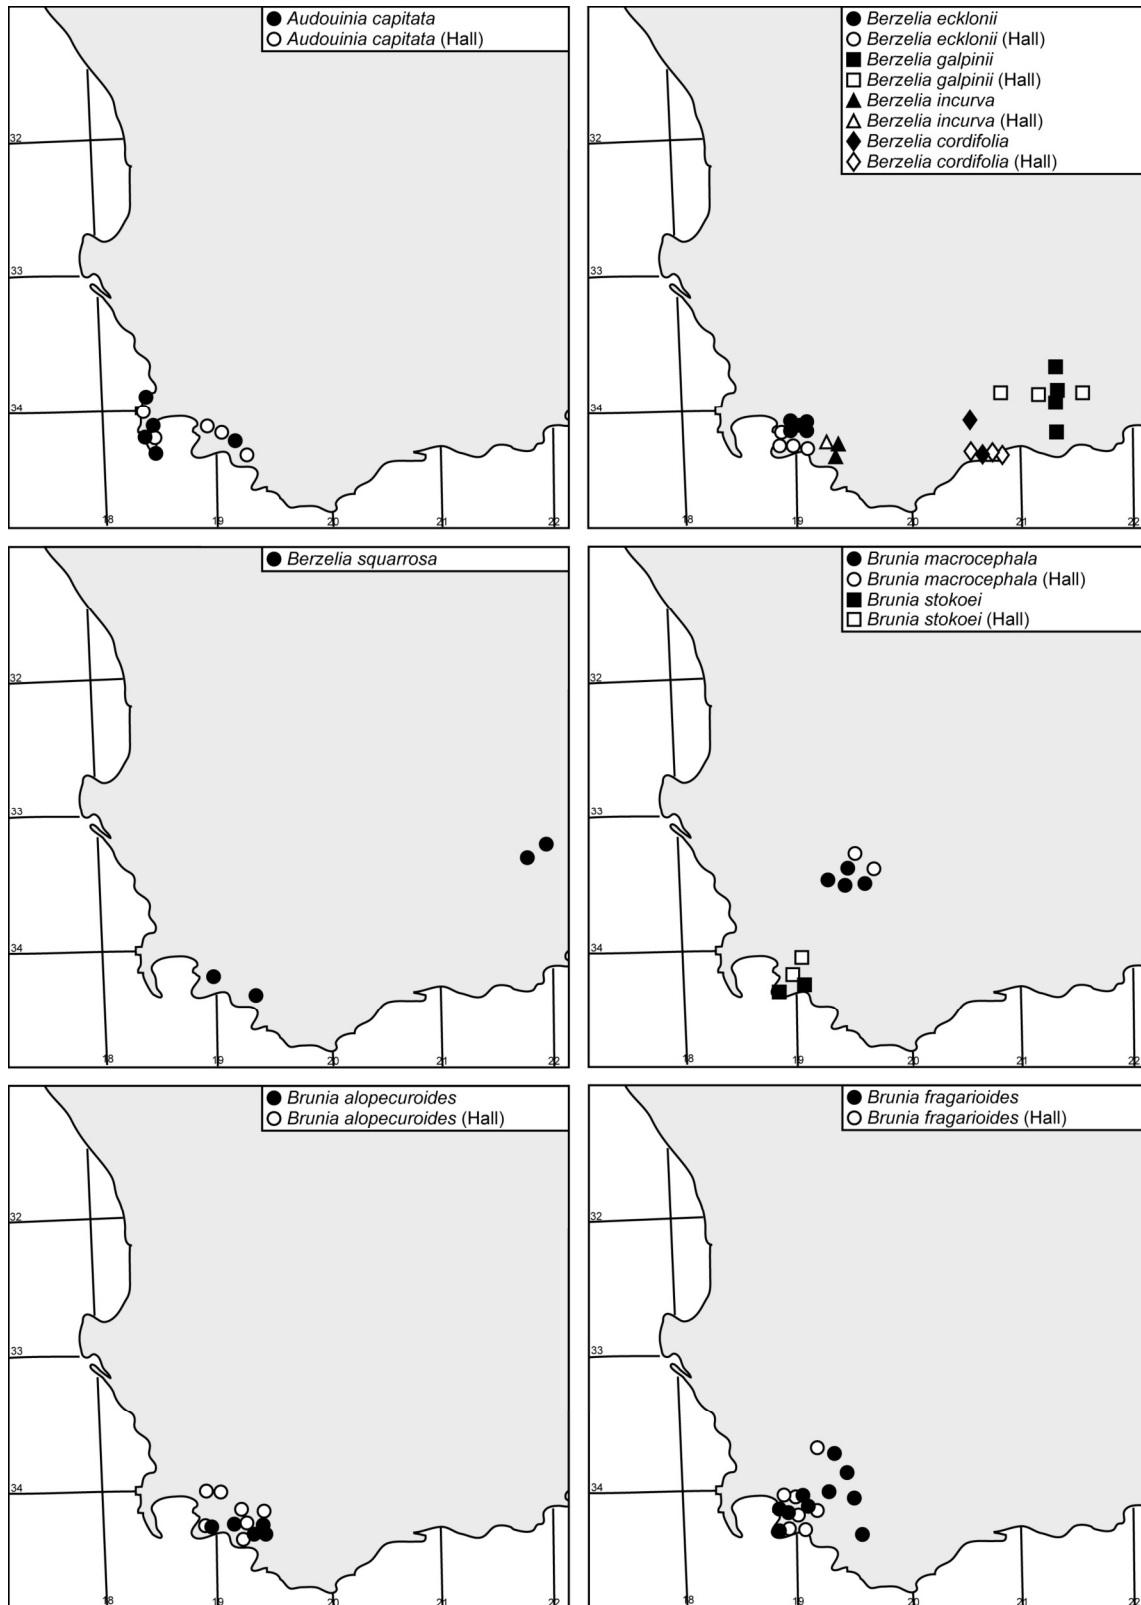 Audouinia capitata
Audouinia capitata (Hall)
32
33
34
18
19
20
21
22
Berzelia ecklonii
Berzelia ecklonii (Hall)
Berzelia galpinii
Berzelia galpinii (Hall)
Berzelia incurva
Berzelia incurva (Hall)
Berzelia cordifolia
Berzelia cordifolia (Hall)
32
33
34
18
19
20
21
22
Berzelia squarrosa
32
33
34
18
19
20
21
22
Brunia macrocephala
Brunia macrocephala (Hall)
Brunia stokoei
Brunia stokoei (Hall)
32
33
34
18
19
20
21
22
Brunia alopecuroides
Brunia alopecuroides (Hall)
32
33
34
18
19
20
21
22
Brunia fragarioides
Brunia fragarioides (Hall)
32
33
34
18
19
20
21
22